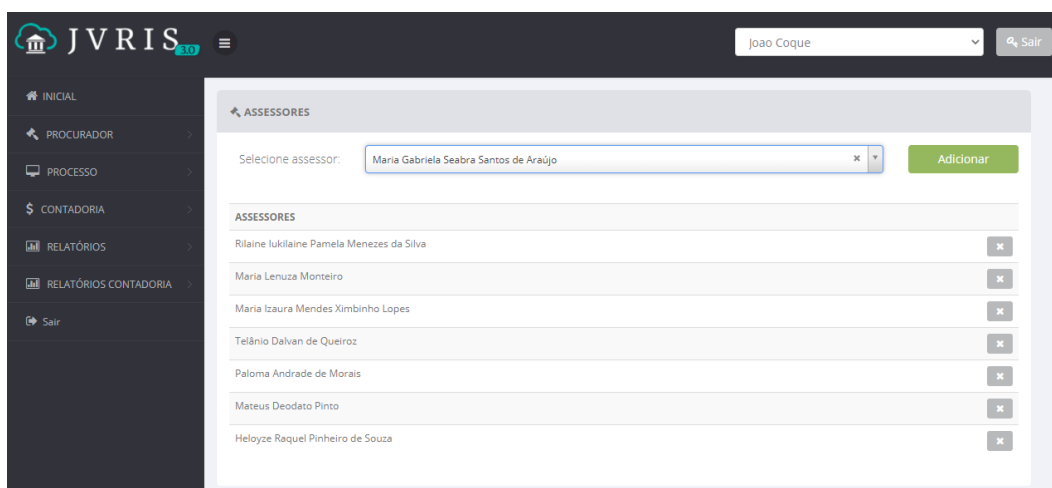 JVRIS 3.0
Joao Coque
Sair
INICIAL
PROCURADOR
PROCESSO
CONTADORIA
RELATÓRIOS
RELATÓRIOS CONTADORIA
Sair
ASSESSORES
Selecione assessor:
Maria Gabriela Seabra Santos de Araújo
Adicionar
ASSESSORES
Rilaine Iukilaine Pamela Menezes da Silva
Maria Lenuza Monteiro
Maria Izaura Mendes Ximbinho Lopes
Telânio Dalvan de Queiroz
Paloma Andrade de Morais
Mateus Deodato Pinto
Heloyze Raquel Pinheiro de Souza